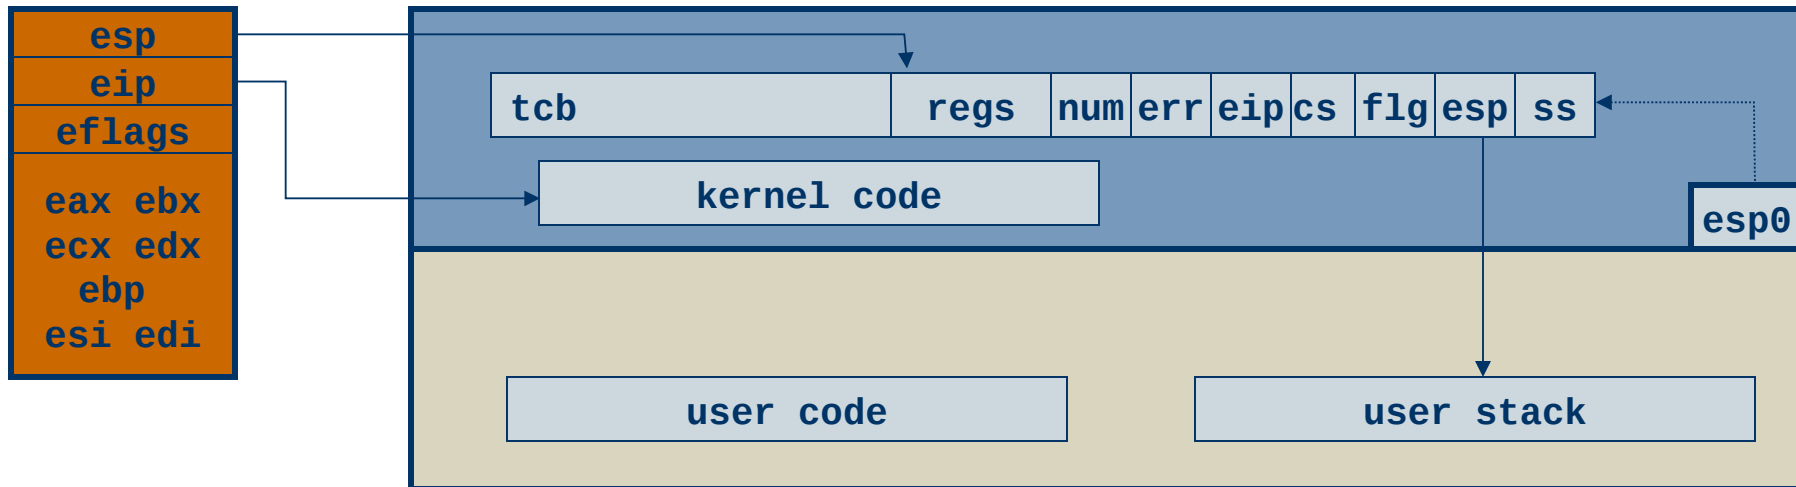 esp
eip
eflags
eax ebx
ecx edx
ebp
esi edi
tcb regs num err eip cs flg esp ss
kernel code
esp0
user code
user stack